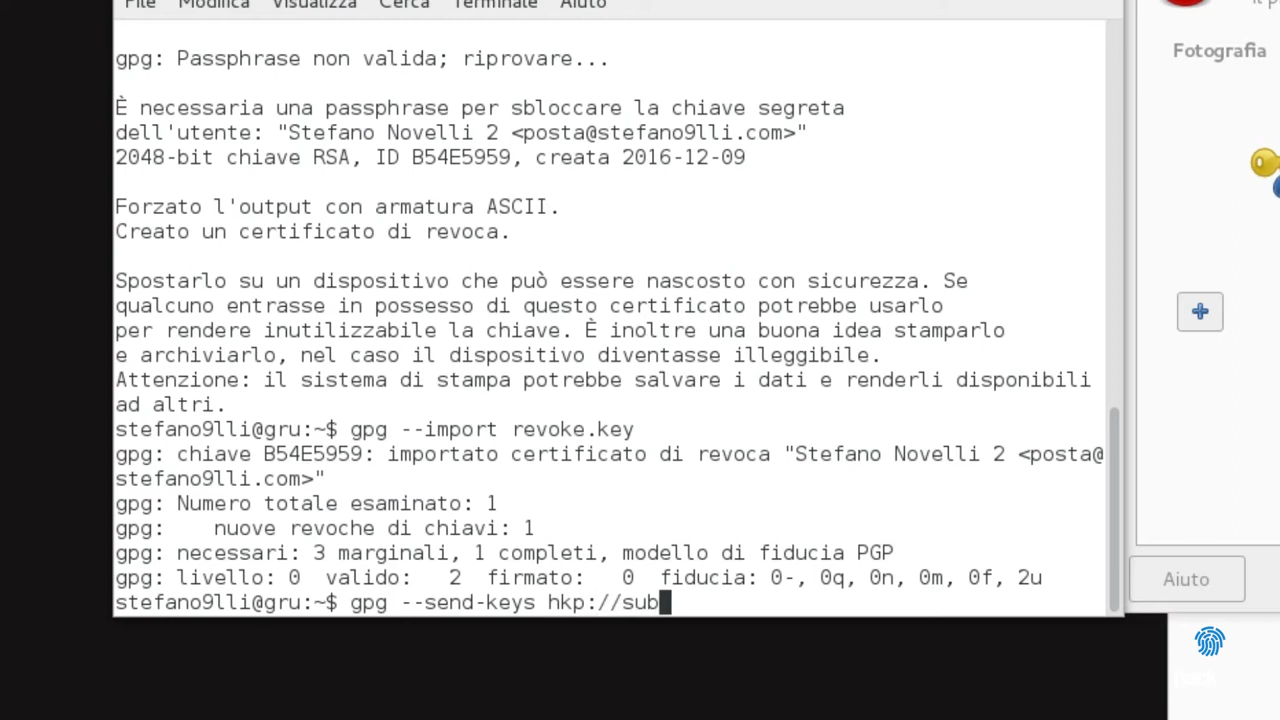 File Modifica Visualizza Cerca Terminale Aiuto
gpg: Passphrase non valida; riprovare...
È necessaria una passphrase per sbloccare la chiave segreta
dell'utente: "Stefano Novelli 2 <posta@stefano9lli.com>"
2048-bit chiave RSA, ID B54E5959, creata 2016-12-09
Forzato l'output con armatura ASCII.
Creato un certificato di revoca.
Spostarlo su un dispositivo che può essere nascosto con sicurezza. Se
qualcuno entrasse in possesso di questo certificato potrebbe usarlo
per rendere inutilizzabile la chiave. È inoltre una buona idea stamparlo
e archiviarlo, nel caso il dispositivo diventasse illeggibile.
Attenzione: il sistema di stampa potrebbe salvare i dati e renderli disponibili
ad altri.
stefano9lli@gru:~$ gpg --import revoke.key
gpg: chiave B54E5959: importato certificato di revoca "Stefano Novelli 2 <posta@
stefano9lli.com>"
gpg: Numero totale esaminato: 1
gpg:    nuove revoche di chiavi: 1
gpg: necessari: 3 marginali, 1 completi, modello di fiducia PGP
gpg: livello: 0  valido:   2  firmato:   0  fiducia: 0-, 0q, 0n, 0m, 0f, 2u
stefano9lli@gru:~$ gpg --send-keys hkp://sub
Fotografia
Aiuto